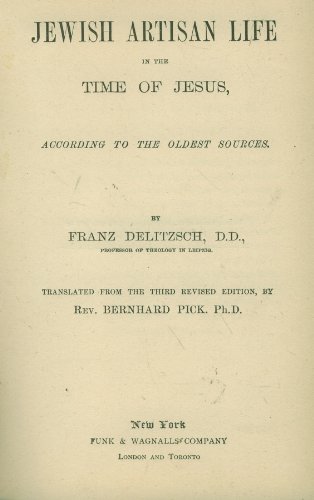 JEWISH ARTISAN LIFE
IN THE
TIME OF JESUS,
ACCORDING TO THE OLDEST SOURCES.
BY
FRANZ DELITZSCH, D.D.,
PROFESSOR OF THEOLOGY IN LEIPZIG.
TRANSLATED FROM THE THIRD REVISED EDITION, BY
REV. BERNHARD PICK, Ph.D.
New York
FUNK & WAGNALLS COMPANY
LONDON AND TORONTO